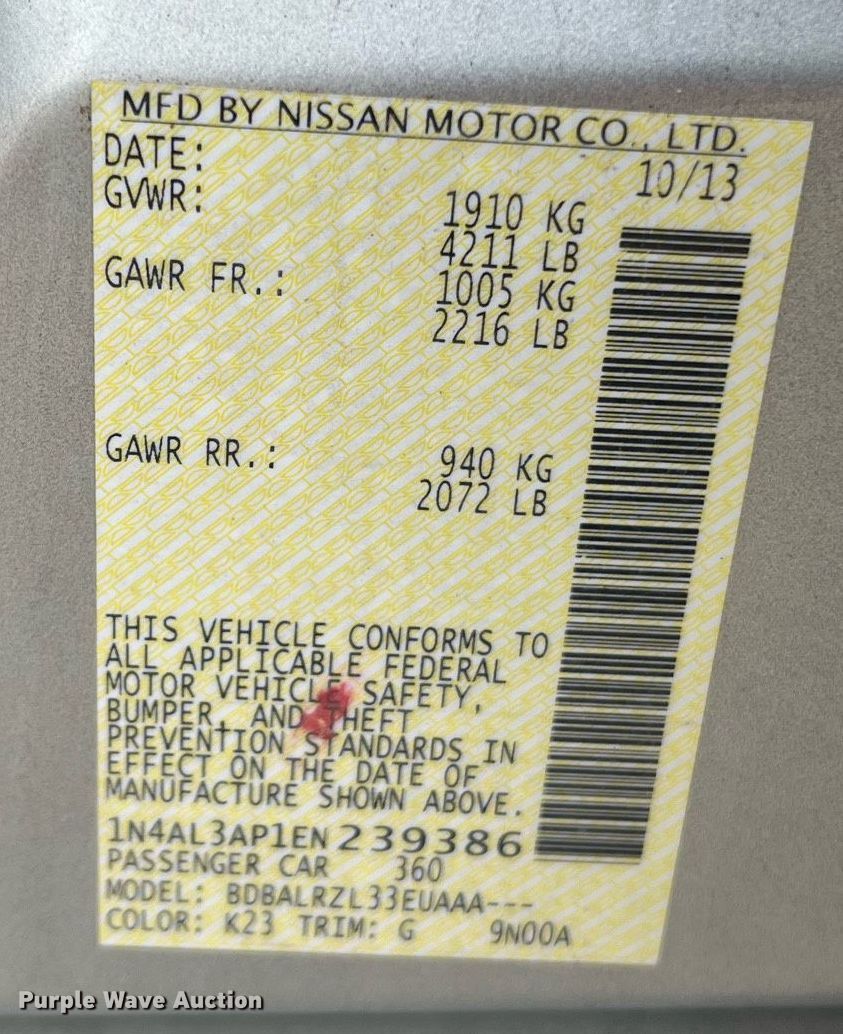 MFD BY NISSAN MOTOR CO., LTD.
DATE: 10/13
GVWR: 1910 KG
4211 LB
GAWR FR.: 1005 KG
2216 LB
GAWR RR.: 940 KG
2072 LB
THIS VEHICLE CONFORMS TO
ALL APPLICABLE FEDERAL
MOTOR VEHICLE SAFETY,
BUMPER, AND THEFT
PREVENTION STANDARDS IN
EFFECT ON THE DATE OF
MANUFACTURE SHOWN ABOVE.
1N4AL3AP1EN239386
PASSENGER CAR 360
MODEL: BDBALRZL33EUAAA---
COLOR: K23 TRIM: G 9N00A
Purple Wave Auction